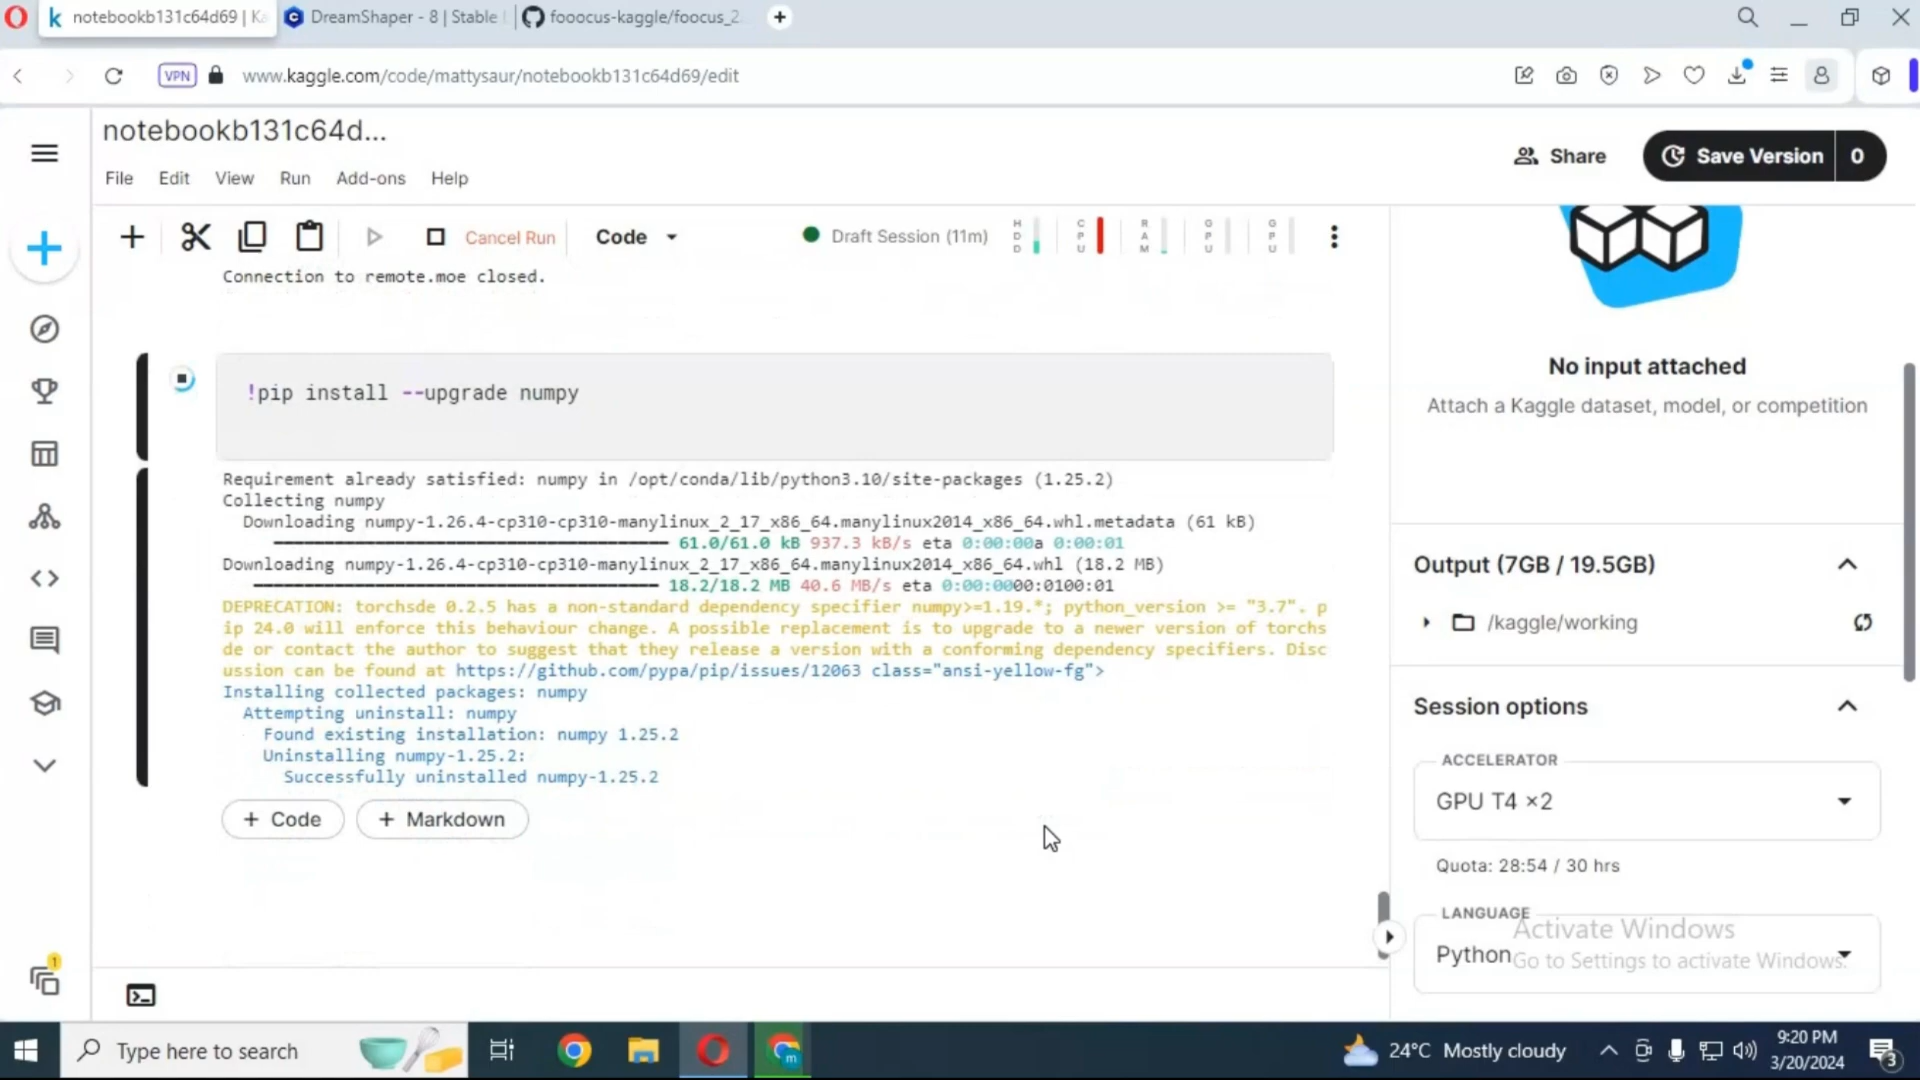 notebookb131c64d69 | Ka
DreamShaper - 8 | Stable
fooocus-kaggle/foocus_2
VPN
www.kaggle.com/code/mattysaur/notebookb131c64d69/edit
notebookb131c64d...
File Edit View Run Add-ons Help
Share
Save Version 0
Cancel Run
Code
Draft Session (11m)
HDD
CPU
RAM
GPU
GPU
Connection to remote.moe closed.
!pip install --upgrade numpy
Requirement already satisfied: numpy in /opt/conda/lib/python3.10/site-packages (1.25.2)
Collecting numpy
Downloading numpy-1.26.4-cp310-cp310-manylinux_2_17_x86_64.manylinux2014_x86_64.whl.metadata (61 kB)
61.0/61.0 kB 937.3 kB/s eta 0:00:00a 0:00:01
Downloading numpy-1.26.4-cp310-cp310-manylinux_2_17_x86_64.manylinux2014_x86_64.whl (18.2 MB)
18.2/18.2 MB 40.6 MB/s eta 0:00:0000:0100:01
DEPRECATION: torchsde 0.2.5 has a non-standard dependency specifier numpy>=1.19.*; python_version >= "3.7". p
ip 24.0 will enforce this behaviour change. A possible replacement is to upgrade to a newer version of torchs
de or contact the author to suggest that they release a version with a conforming dependency specifiers. Disc
ussion can be found at https://github.com/pypa/pip/issues/12063 class="ansi-yellow-fg">
Installing collected packages: numpy
Attempting uninstall: numpy
Found existing installation: numpy 1.25.2
Uninstalling numpy-1.25.2:
Successfully uninstalled numpy-1.25.2
+ Code
+ Markdown
No input attached
Attach a Kaggle dataset, model, or competition
Output (7GB / 19.5GB)
/kaggle/working
Session options
ACCELERATOR
GPU T4 ×2
Quota: 28:54 / 30 hrs
LANGUAGE
Python
Activate Windows
Go to Settings to activate Windows.
1
Type here to search
m
24°C Mostly cloudy
9:20 PM
3/20/2024
3